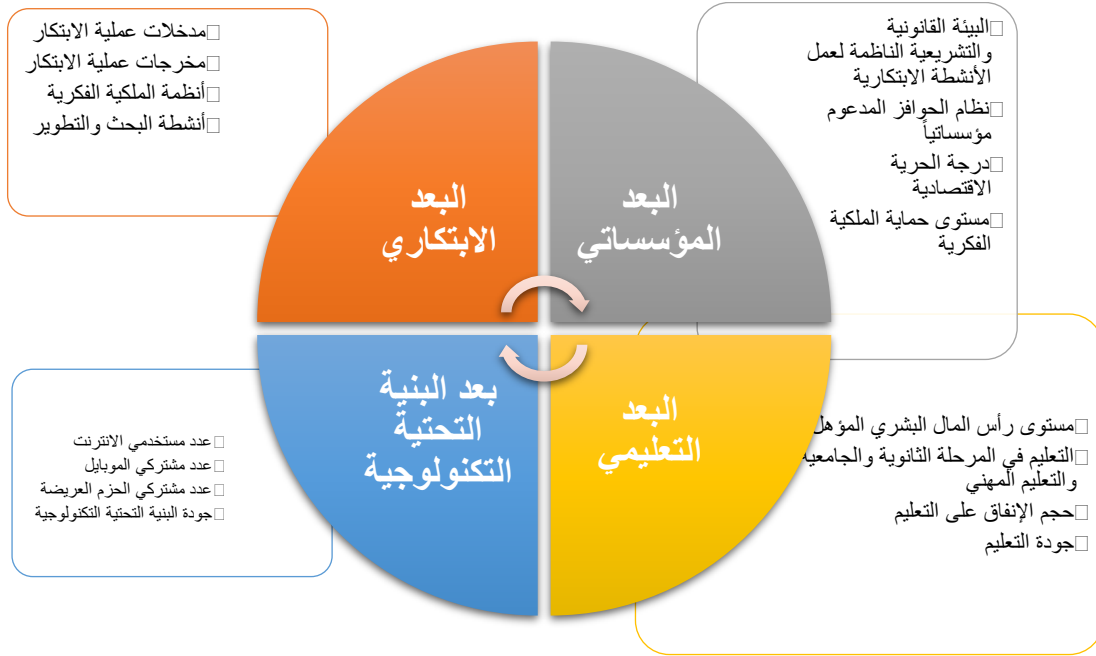 □البيئة القانونية
والتشريعية الناظمة لعمل
الأنشطة الابتكارية
□نظام الحوافز المدعوم
مؤسساتياً
□درجة الحرية
الاقتصادية
□مستوى حماية الملكية
الفكرية
□مدخلات عملية الابتكار
□مخرجات عملية الابتكار
□أنظمة الملكية الفكرية
□أنشطة البحث والتطوير
البعد
المؤسساتي
البعد
الابتكاري
البعد
التعليمي
بعد البنية
التحتية
التكنولوجية
□مستوى رأس المال البشري المؤهل
□التعليم في المرحلة الثانوية والجامعية
والتعليم المهني
□حجم الإنفاق على التعليم
□جودة التعليم
□عدد مستخدمي الانترنت
□عدد مشتركي الموبايل
□عدد مشتركي الحزم العريضة
□جودة البنية التحتية التكنولوجية